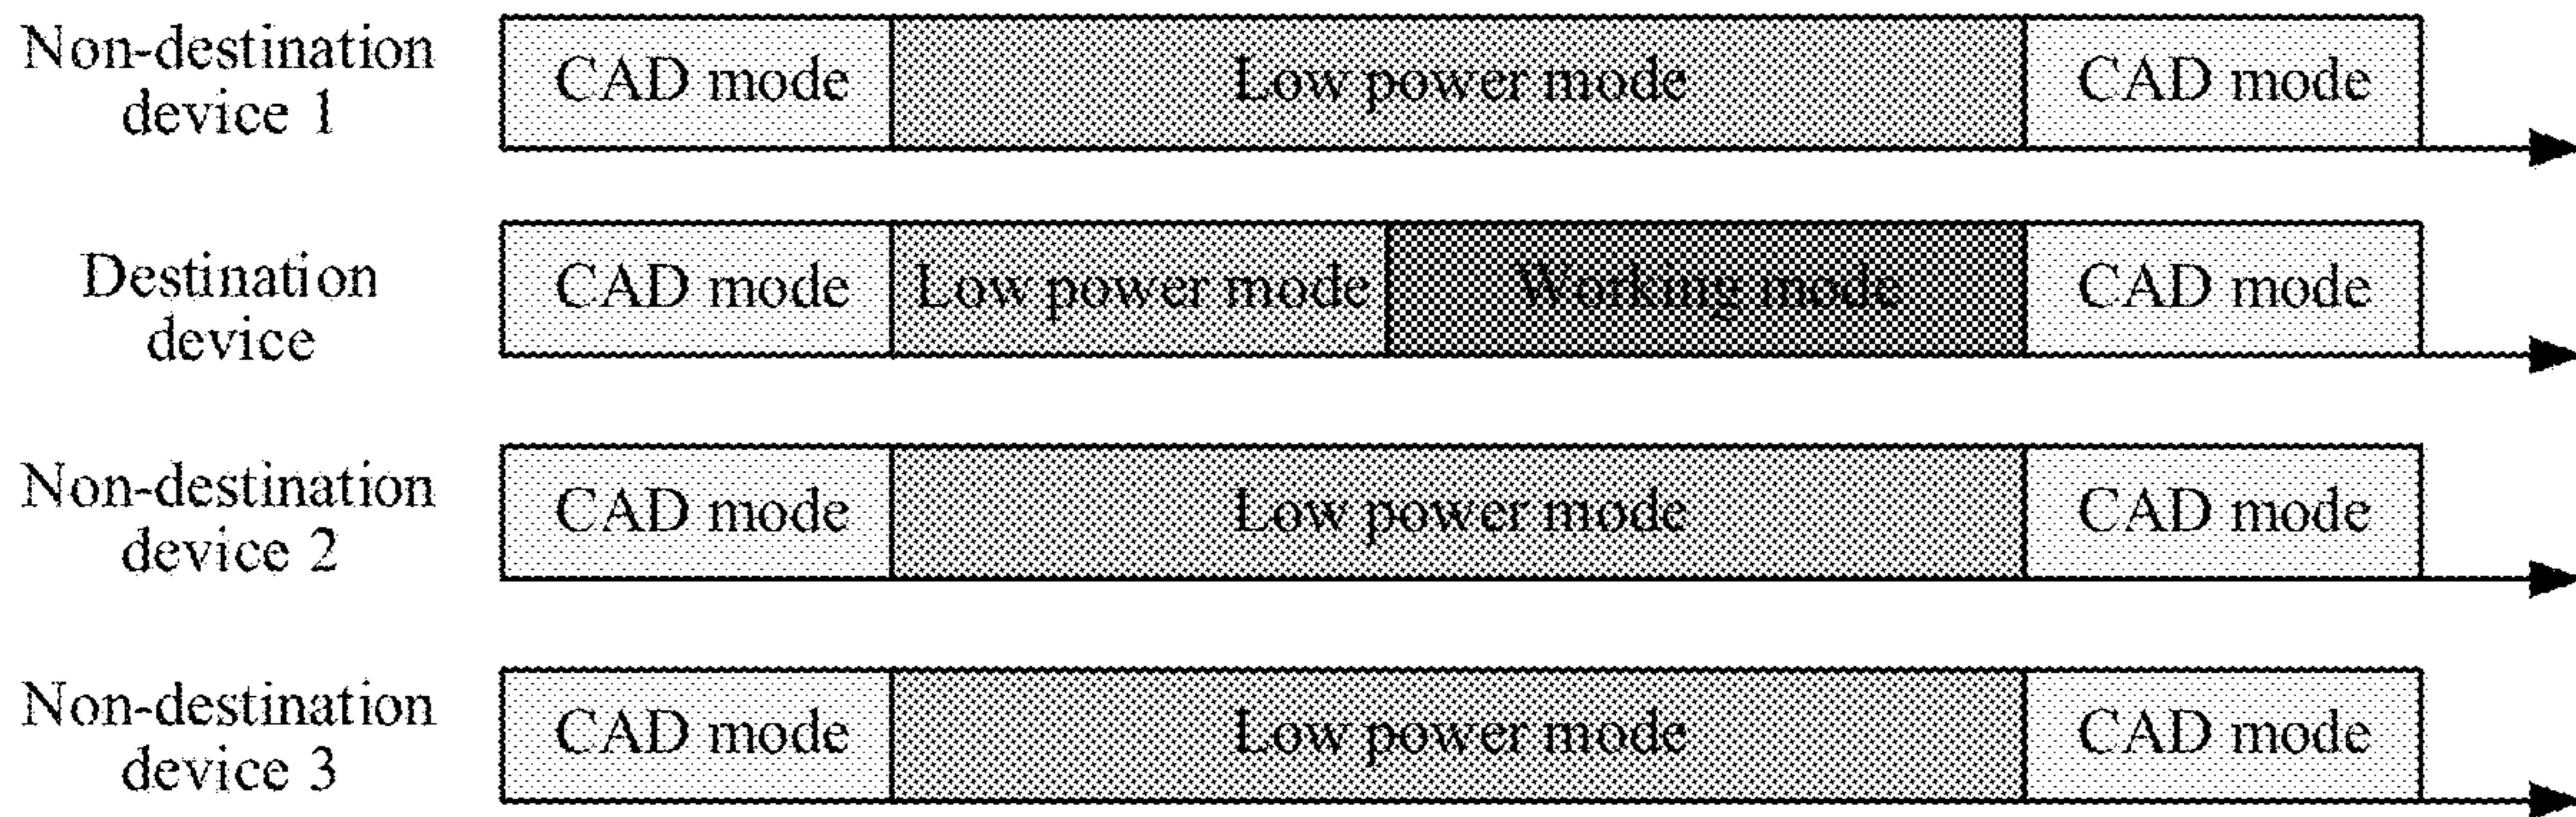 Non-destination
device 1
CAD mode
Low power mode
CAD mode
Destination
device
CAD mode
Low power mode
Working mode
CAD mode
Non-destination
device 2
CAD mode
Low power mode
CAD mode
Non-destination
device 3
CAD mode
Low power mode
CAD mode